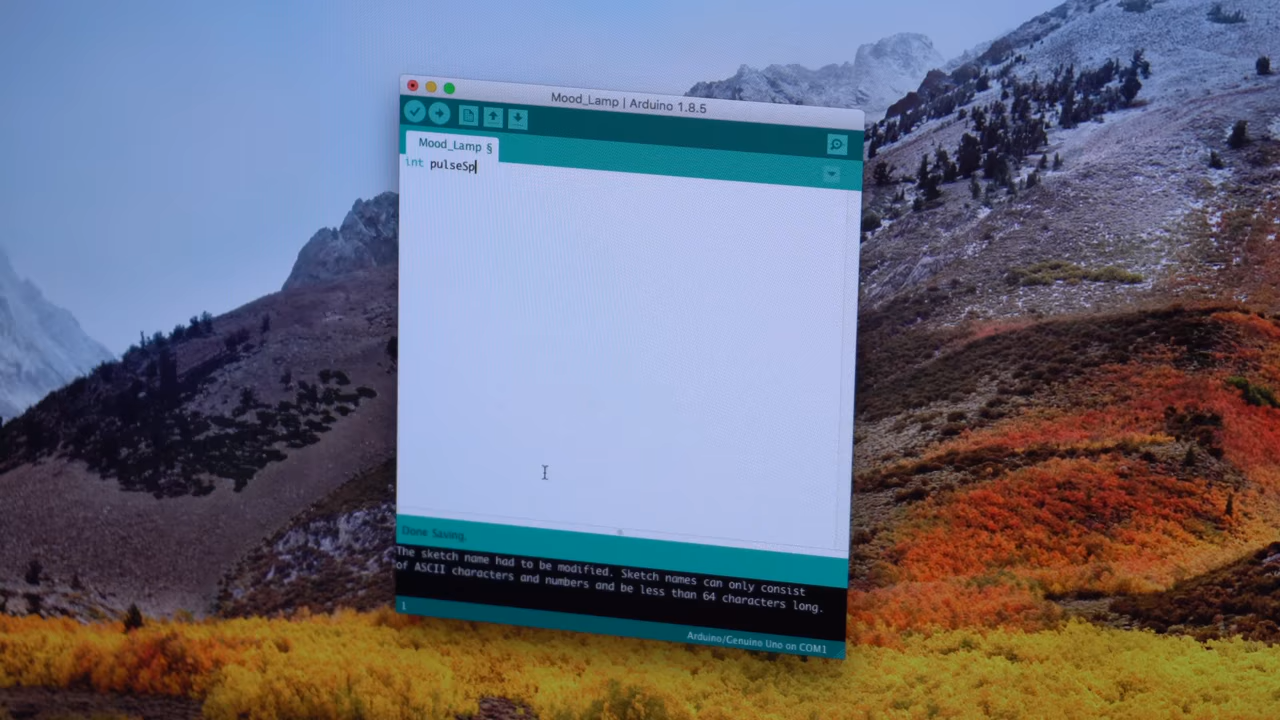 Mood_Lamp | Arduino 1.8.5
Mood_Lamp §
int pulseSp
Done Saving.
The sketch name had to be modified. Sketch names can only consist
of ASCII characters and numbers and be less than 64 characters long.
1
Arduino/Genuino Uno on COM1